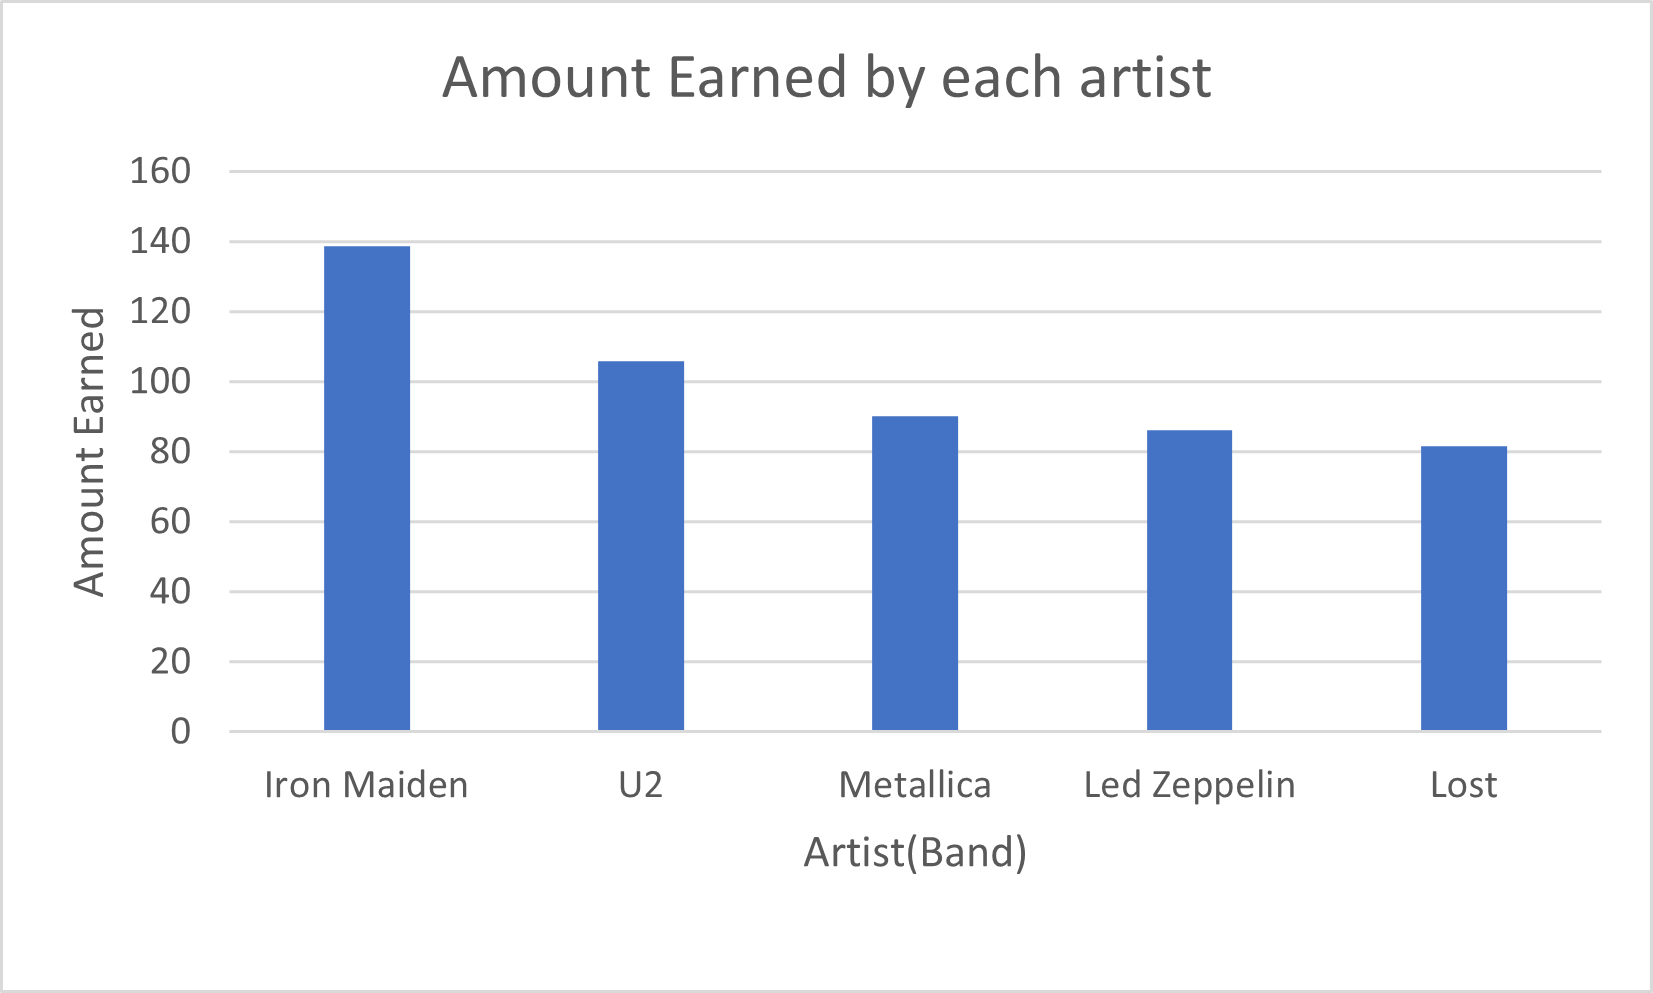 Amount Earned by each artist
160
140
120
100
80
60
40
20
0
Amount Earned
Iron Maiden U2 Metallica Led Zeppelin Lost
Artist(Band)